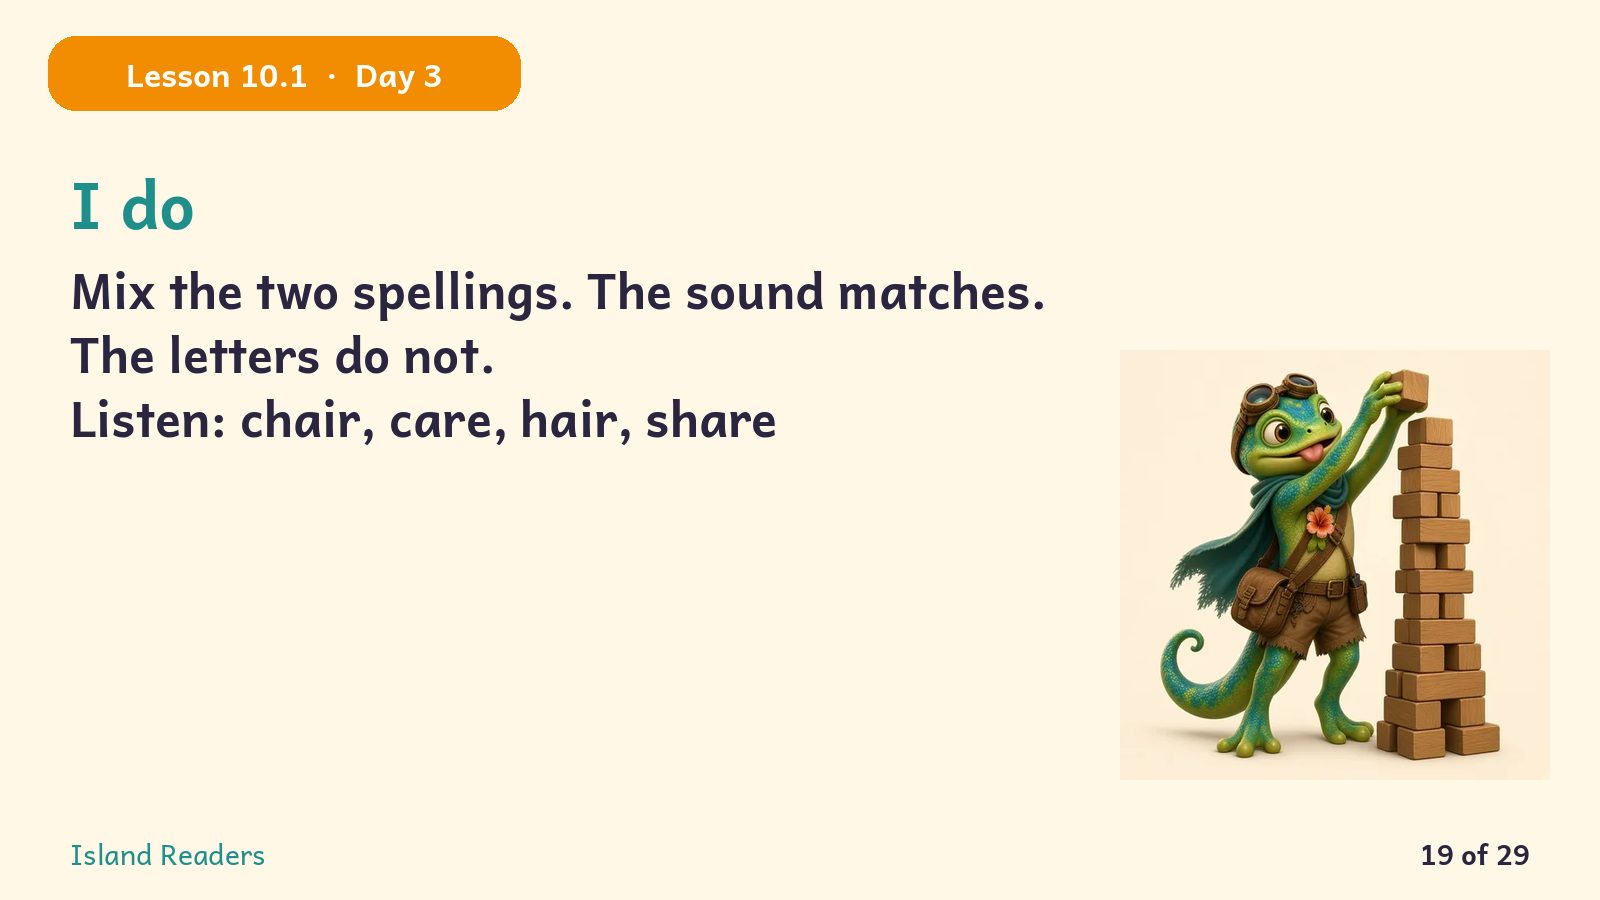 Lesson 10.1 · Day 3
I do
Mix the two spellings. The sound matches.
The letters do not.
Listen: chair, care, hair, share
Island Readers
19 of 29